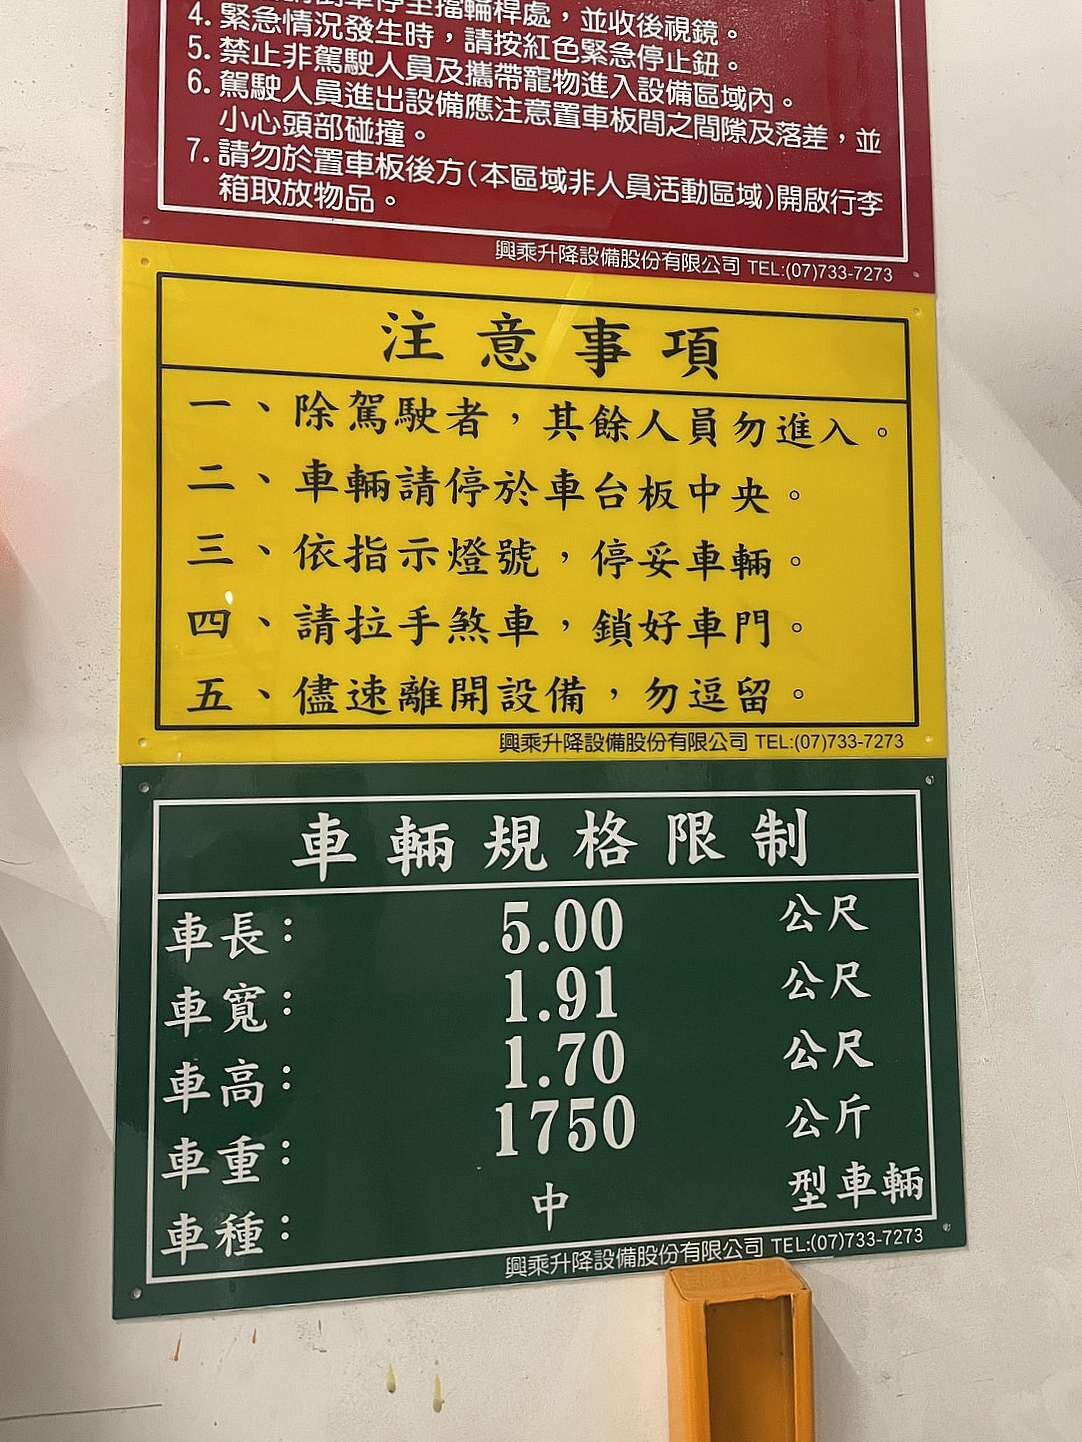 停至擋輪桿處，並收後視鏡。
4. 緊急情況發生時，請按紅色緊急停止鈕。
5. 禁止非駕駛人員及攜帶寵物進入設備區域內。
6. 駕駛人員進出設備應注意置車板間之間隙及落差，並
小心頭部碰撞。
7. 請勿於置車板後方(本區域非人員活動區域)開啟行李
箱取放物品。
興乘升降設備股份有限公司 TEL:(07)733-7273
注意事項
一、除駕駛者，其餘人員勿進入。
二、車輛請停於車台板中央。
三、依指示燈號，停妥車輛。
四、請拉手煞車，鎖好車門。
五、儘速離開設備，勿逗留。
興乘升降設備股份有限公司 TEL:(07)733-7273
車輛規格限制
車長： 5.00 公尺
車寬： 1.91 公尺
車高： 1.70 公尺
車重： 1750 公斤
車種： 中 型車輛
興乘升降設備股份有限公司 TEL:(07)733-7273